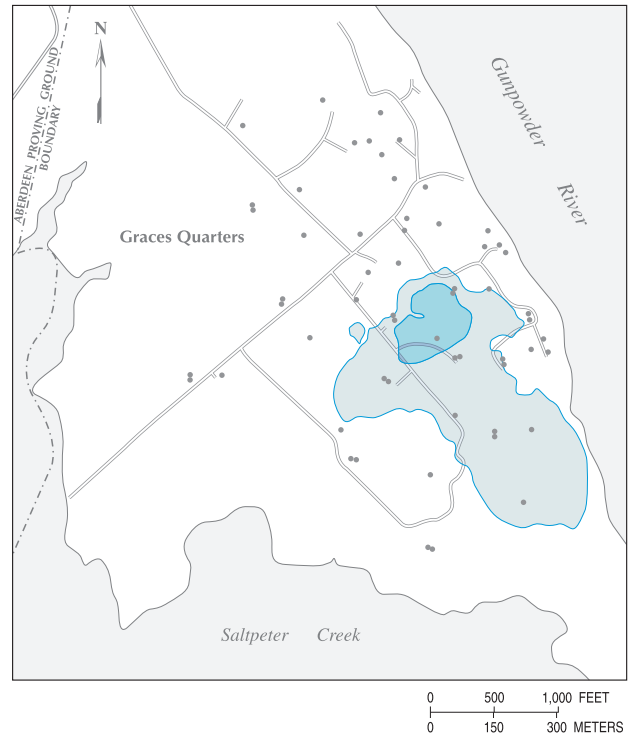 N
ABERDEEN PROVING GROUND
BOUNDARY
Gunpowder
River
Graces Quarters
Saltpeter Creek
0 500 1,000 FEET
0 150 300 METERS